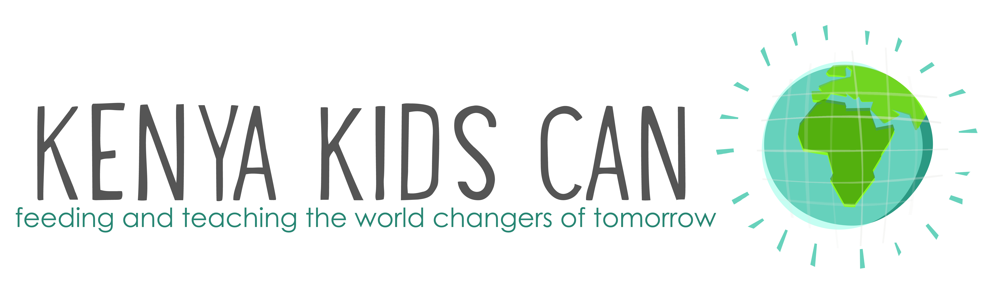 KENYA KIDS CAN
feeding and teaching the world changers of tomorrow